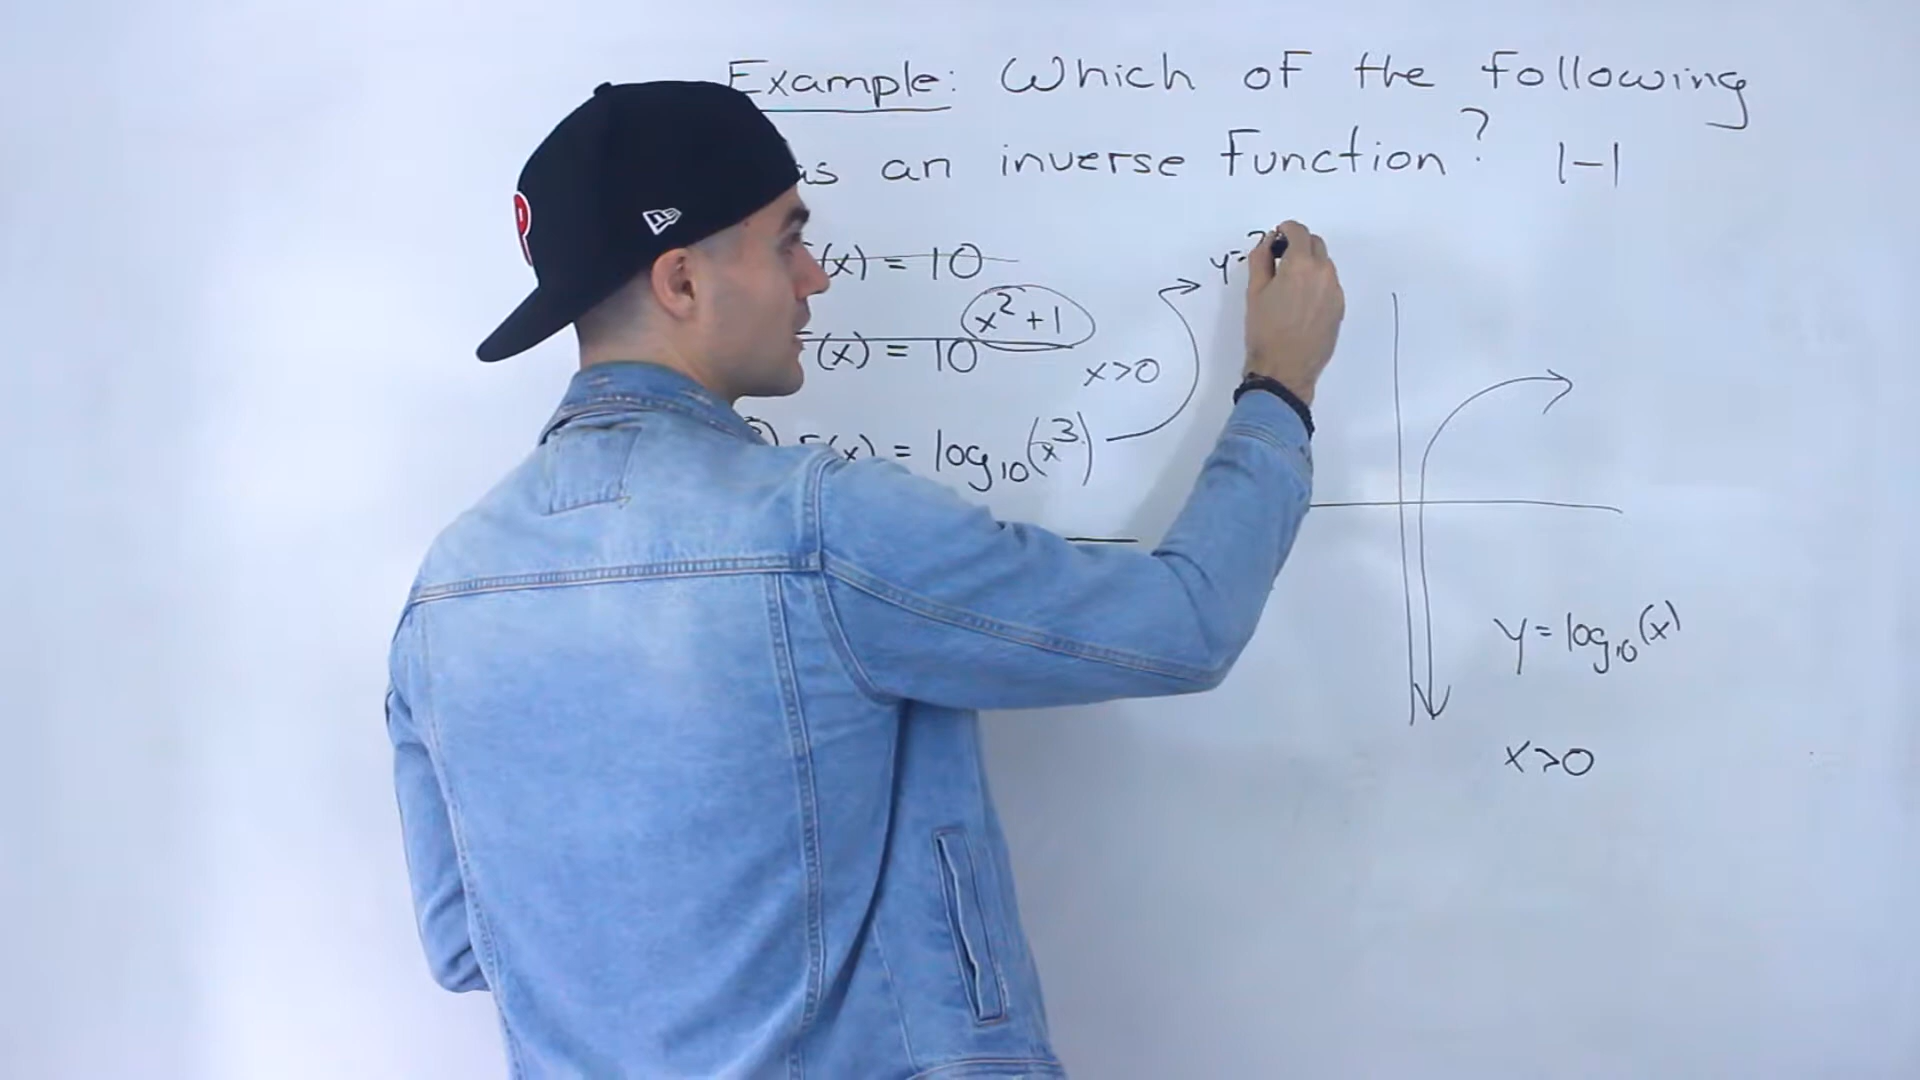 Example: Which of the following
as an inverse function? 1-1
(x) = 10
f(x) = 10^(x²+1)
x>0
f(x) = log₁₀(x³)
y=
y = log₁₀(x)
x>0
P